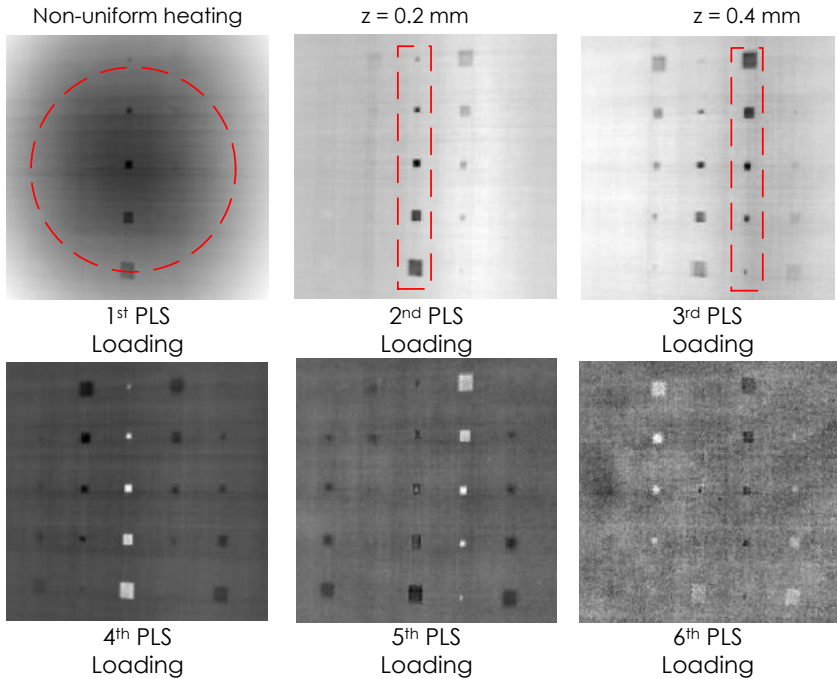 Non-uniform heating
z = 0.2 mm
z = 0.4 mm
1st PLS
Loading
2nd PLS
Loading
3rd PLS
Loading
4th PLS
Loading
5th PLS
Loading
6th PLS
Loading